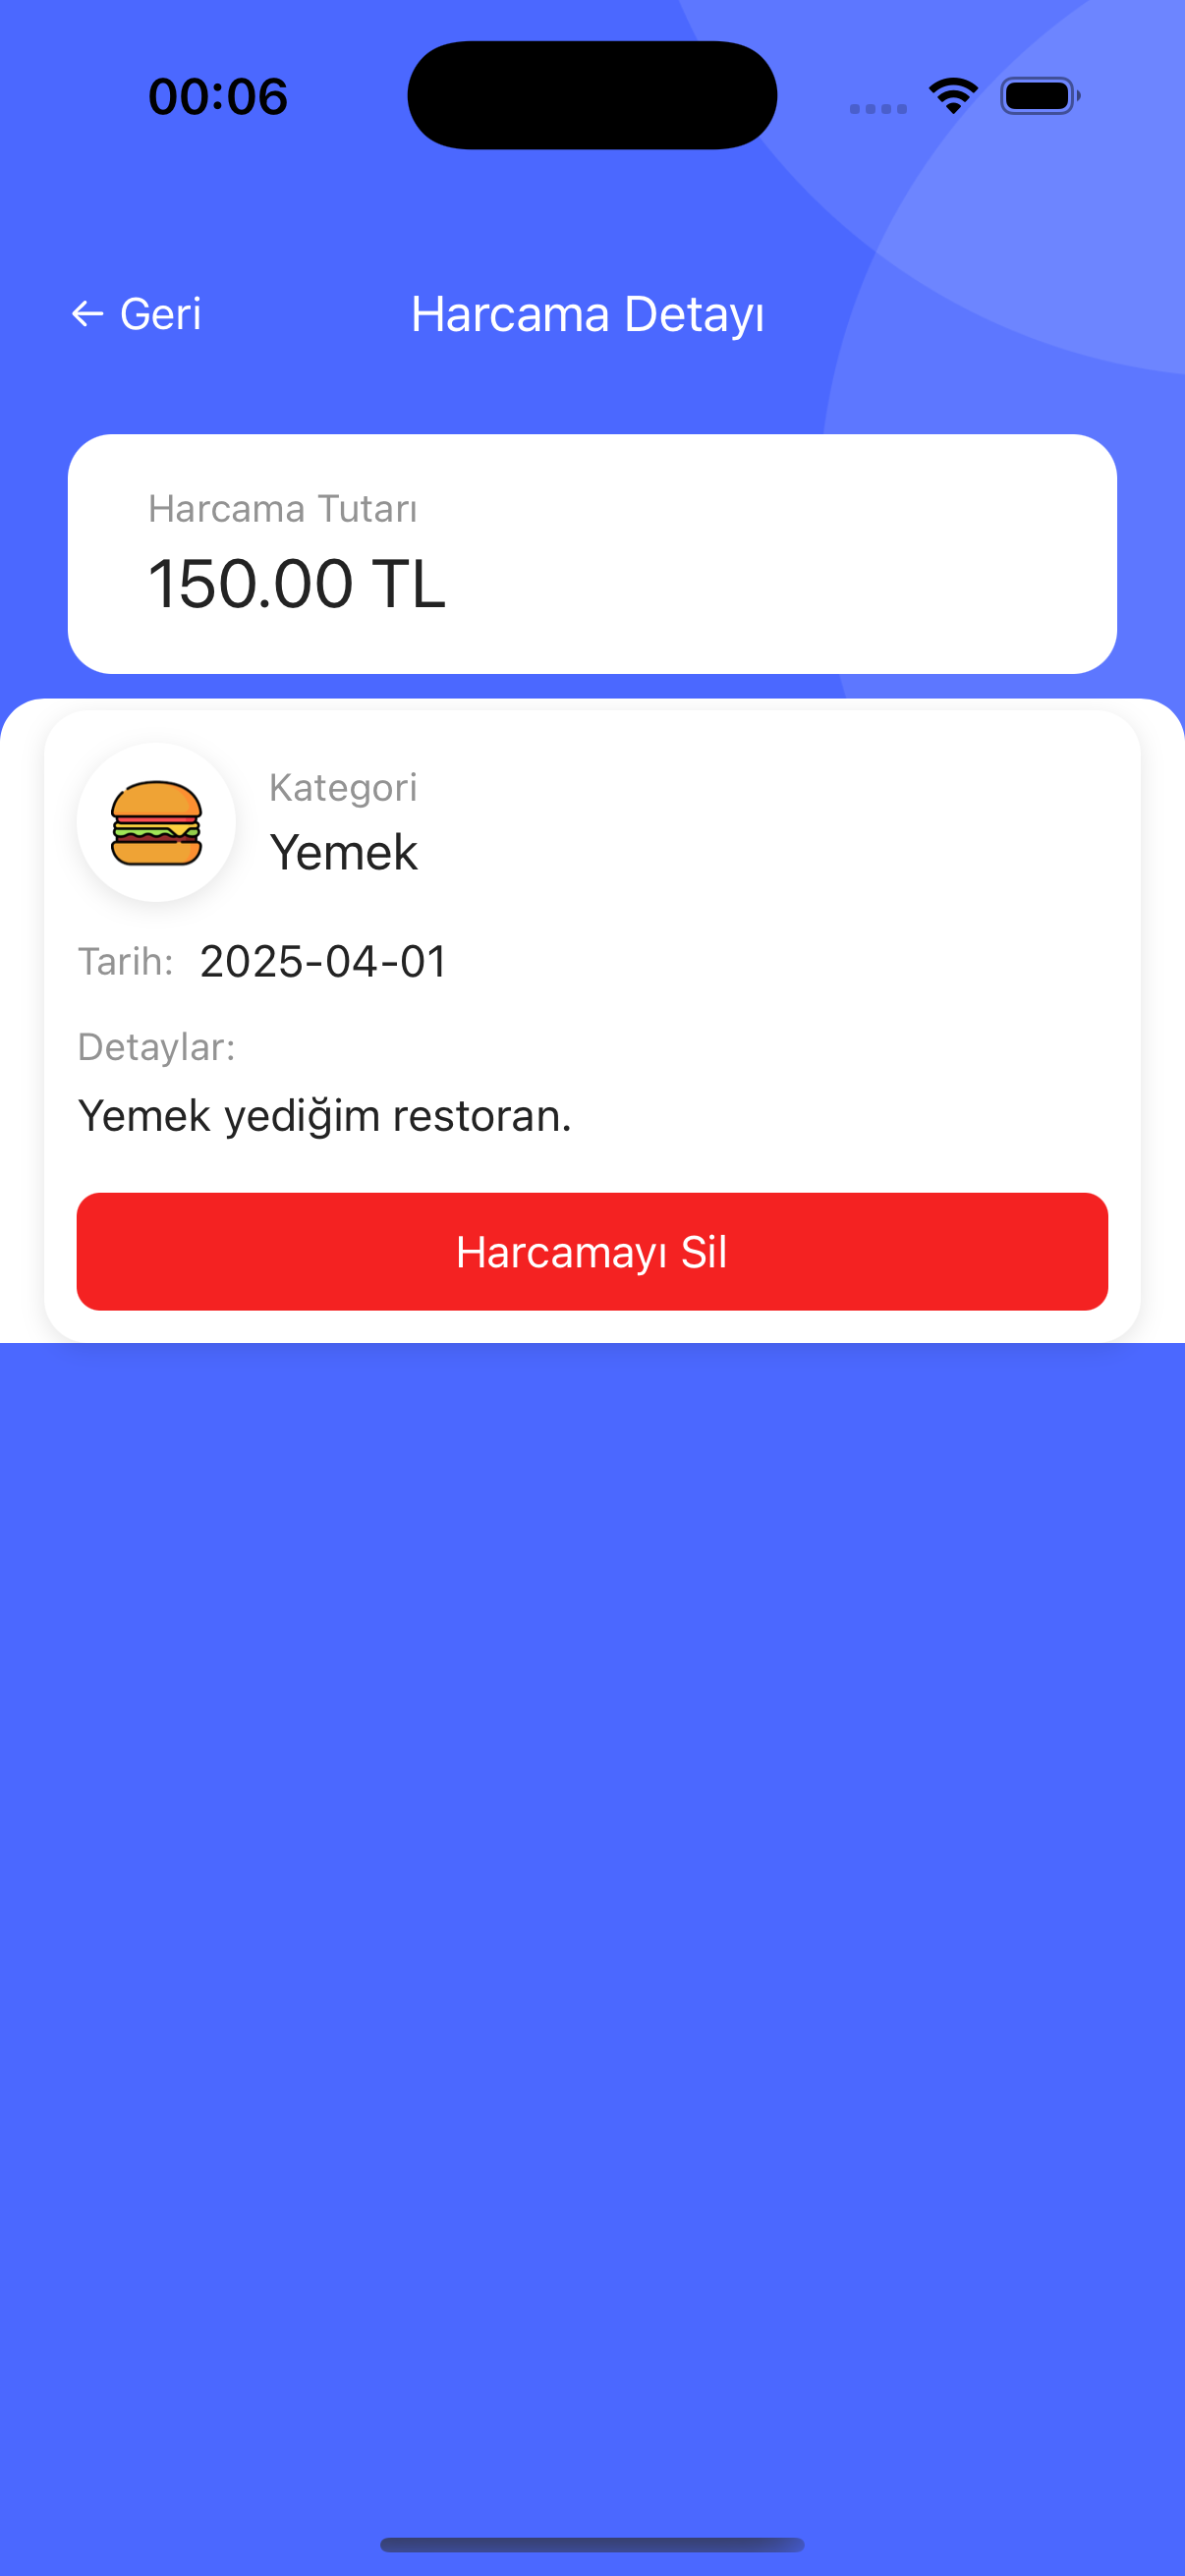 00:06
← Geri
Harcama Detayı
Harcama Tutarı
150.00 TL
Kategori
Yemek
Tarih: 2025-04-01
Detaylar:
Yemek yediğim restoran.
Harcamayı Sil